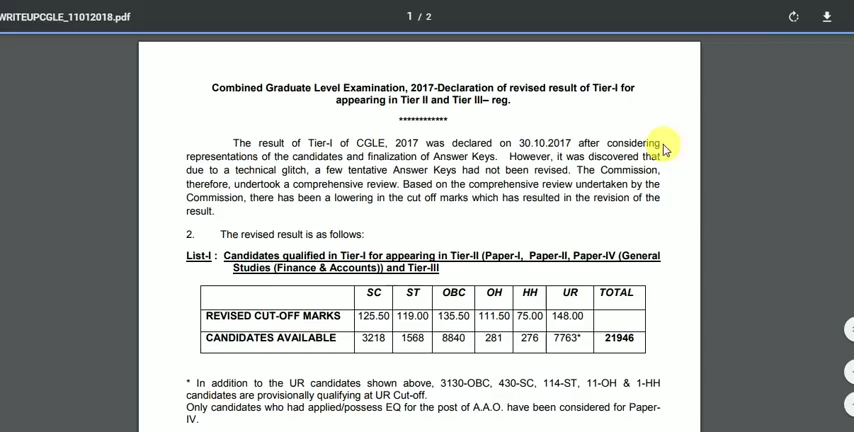 WRITEUPCGLE_11012018.pdf
1 / 2
Combined Graduate Level Examination, 2017-Declaration of revised result of Tier-I for
appearing in Tier II and Tier III– reg.
************
The result of Tier-I of CGLE, 2017 was declared on 30.10.2017 after considering
representations of the candidates and finalization of Answer Keys. However, it was discovered that
due to a technical glitch, a few tentative Answer Keys had not been revised. The Commission,
therefore, undertook a comprehensive review. Based on the comprehensive review undertaken by the
Commission, there has been a lowering in the cut off marks which has resulted in the revision of the
result.
2. The revised result is as follows:
List-I : Candidates qualified in Tier-I for appearing in Tier-II (Paper-I, Paper-II, Paper-IV (General
Studies (Finance & Accounts)) and Tier-III
SC ST OBC OH HH UR TOTAL
REVISED CUT-OFF MARKS 125.50 119.00 135.50 111.50 75.00 148.00
CANDIDATES AVAILABLE 3218 1568 8840 281 276 7763* 21946
* In addition to the UR candidates shown above, 3130-OBC, 430-SC, 114-ST, 11-OH & 1-HH
candidates are provisionally qualifying at UR Cut-off.
Only candidates who had applied/possess EQ for the post of A.A.O. have been considered for Paper-
IV.